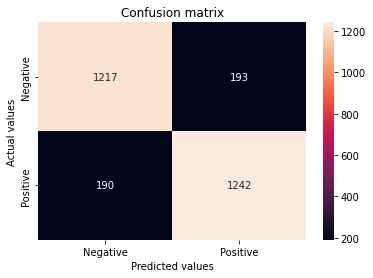 Confusion matrix
Actual values
Negative
Positive
1217
193
190
1242
Negative
Positive
Predicted values
1200
1000
800
600
400
200